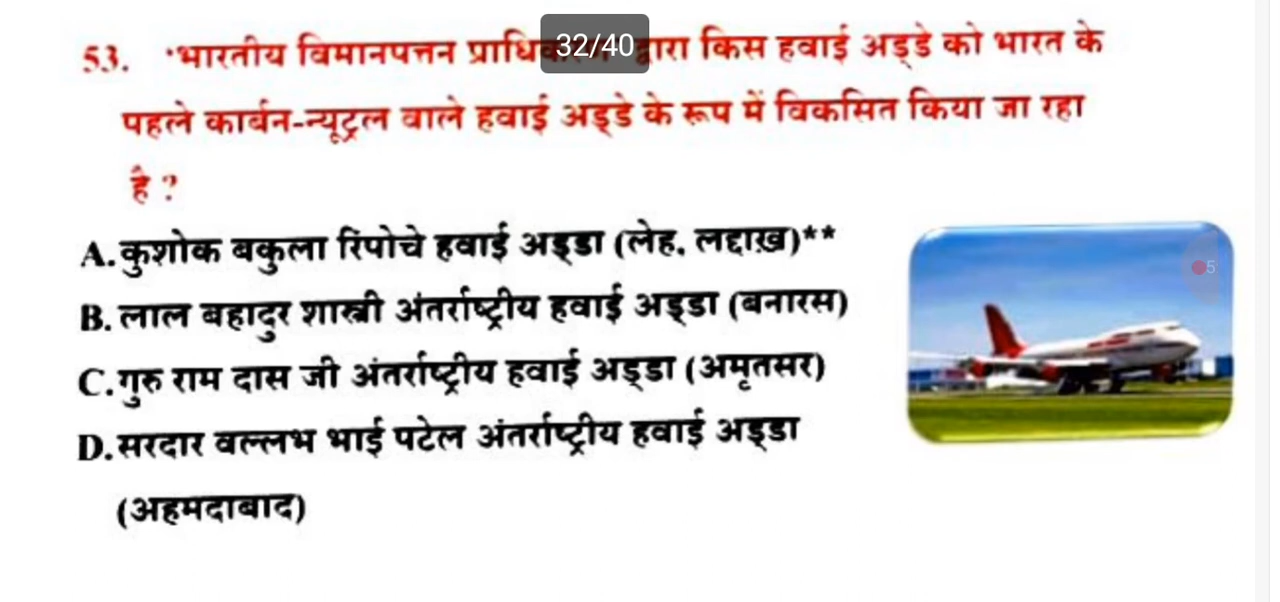 53. 'भारतीय विमानपत्तन द्वारा किस हवाई अड्डे को भारत के
32/40
पहले कार्बन-न्यूट्रल वाले हवाई अड्डे के रूप में विकसित किया जा रहा
है ?
A. कुशोक बकुला रिंपोचे हवाई अड्डा (लेह, लद्दाख़)**
B. लाल बहादुर शास्त्री अंतर्राष्ट्रीय हवाई अड्डा (बनारस)
C. गुरु राम दास जी अंतर्राष्ट्रीय हवाई अड्डा (अमृतसर)
D. सरदार वल्लभ भाई पटेल अंतर्राष्ट्रीय हवाई अड्डा
(अहमदाबाद)
5